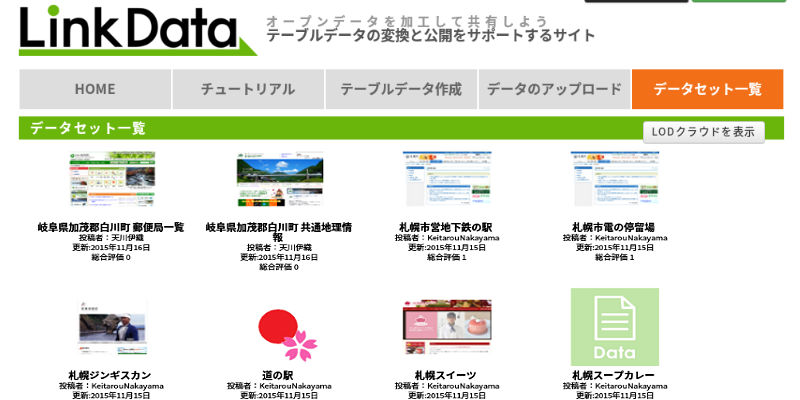 LinkData
オープンデータを加工して共有しよう
テーブルデータの変換と公開をサポートするサイト
HOME チュートリアル テーブルデータ作成 データのアップロード データセット一覧
データセット一覧
LODクラウドを表示
岐阜県加茂郡白川町 郵便局一覧
投稿者：天川伊織
更新:2015年11月16日
総合評価 0
岐阜県加茂郡白川町 共通地理情
報
投稿者：天川伊織
更新:2015年11月16日
総合評価 0
札幌市営地下鉄の駅
投稿者：KeitarouNakayama
更新:2015年11月15日
総合評価 1
札幌市電の停留場
投稿者：KeitarouNakayama
更新:2015年11月15日
総合評価 1
札幌ジンギスカン
投稿者：KeitarouNakayama
更新:2015年11月15日
道の駅
投稿者：KeitarouNakayama
更新:2015年11月15日
札幌スイーツ
投稿者：KeitarouNakayama
更新:2015年11月15日
Data
札幌スープカレー
投稿者：KeitarouNakayama
更新:2015年11月15日